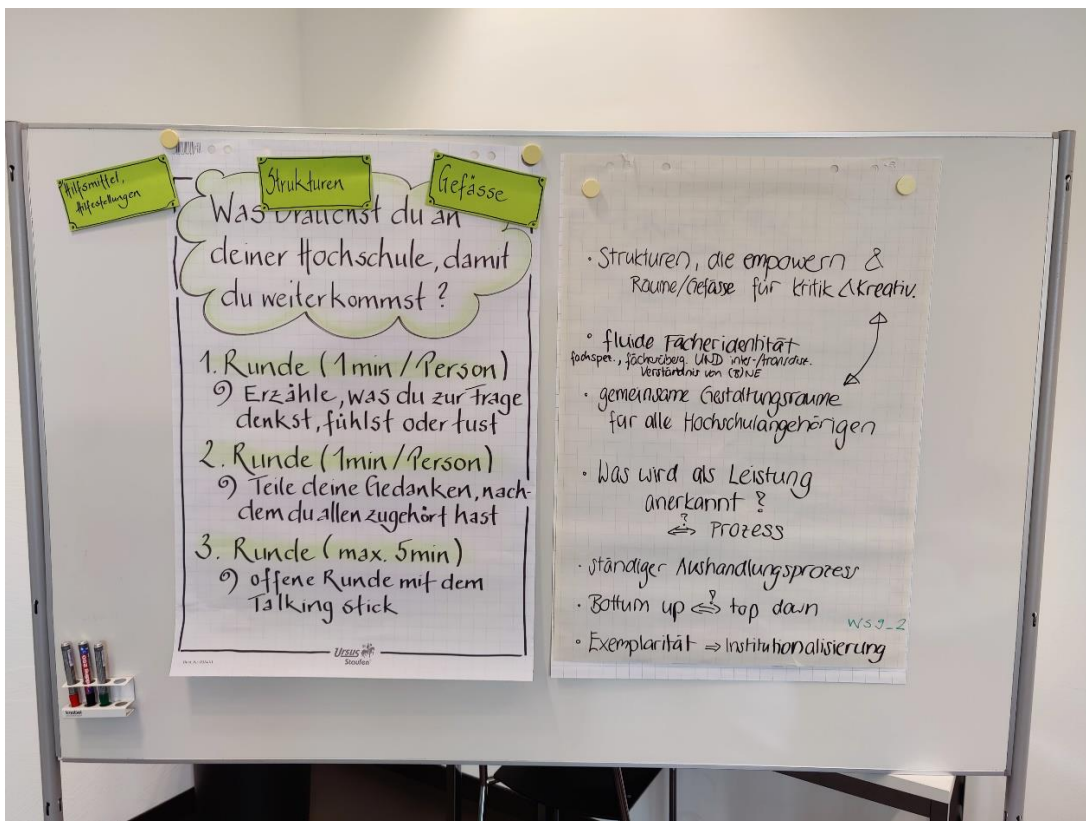 Hilfsmittel,
Hilfestellungen
Strukturen
Gefässe
Was brauchst du an
deiner Hochschule, damit
du weiterkommst?
1. Runde (1min/Person)
Erzähle, was du zur Frage
denkst, fühlst oder tust
2. Runde (1min/Person)
Teile deine Gedanken, nach-
dem du allen zugehört hast
3. Runde (max. 5min)
offene Runde mit dem
Talking stick
Ursus
Staufen
· Strukturen, die empowern &
Räume/Gefässe für Kritik & Kreativ.
· fluide Fächeridentität
fachspez., fächerüberg. UND inter-/transdisz.
Verständnis von (B)NE
· gemeinsame Gestaltungsräume
für alle Hochschulangehörigen
· Was wird als Leistung
anerkannt?
?
⇔ Prozess
· ständiger Aushandlungsprozess
?
· Bottum up ⇔ top down
WS9_2
· Exemplarität ⇒ Institutionalisierung